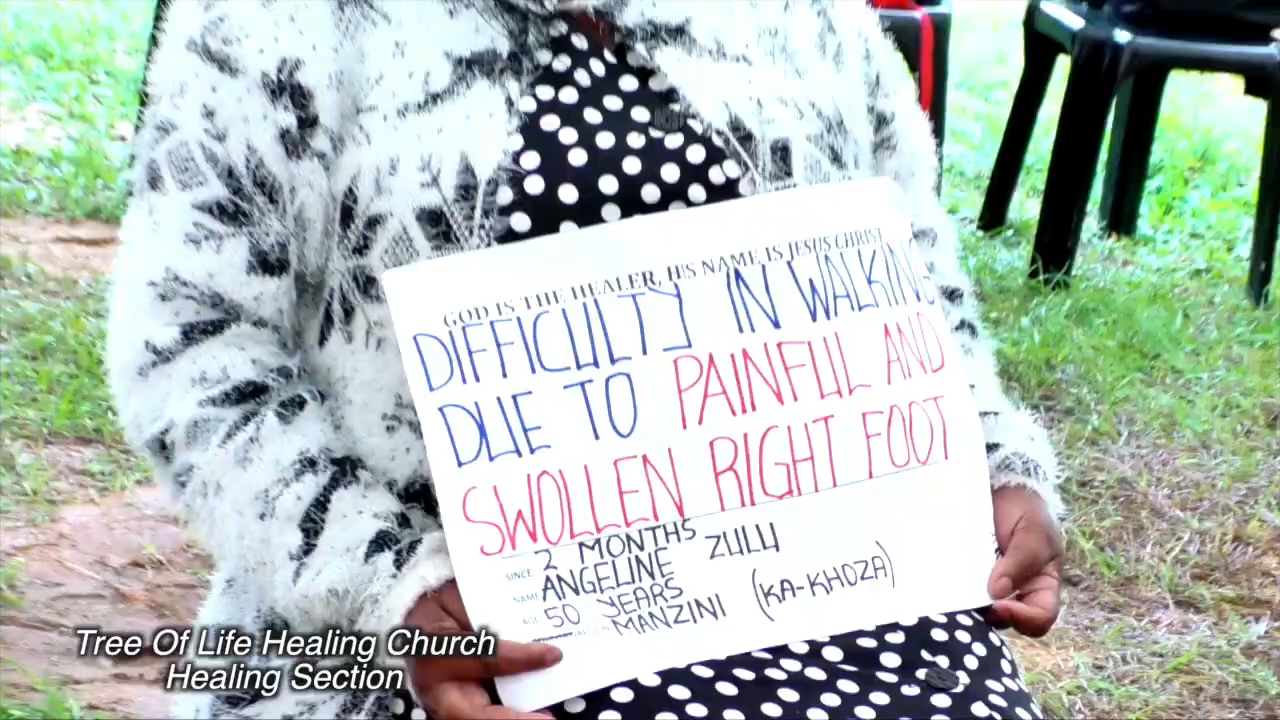 GOD IS THE HEALER, HIS NAME IS JESUS CHRIST
DIFFICULTY IN WALKING
DUE TO PAINFUL AND
SWOLLEN RIGHT FOOT
SINCE 2 MONTHS
NAME ANGELINE ZULU
AGE 50 YEARS
MANZINI (KA-KHOZA)
Tree Of Life Healing Church
Healing Section